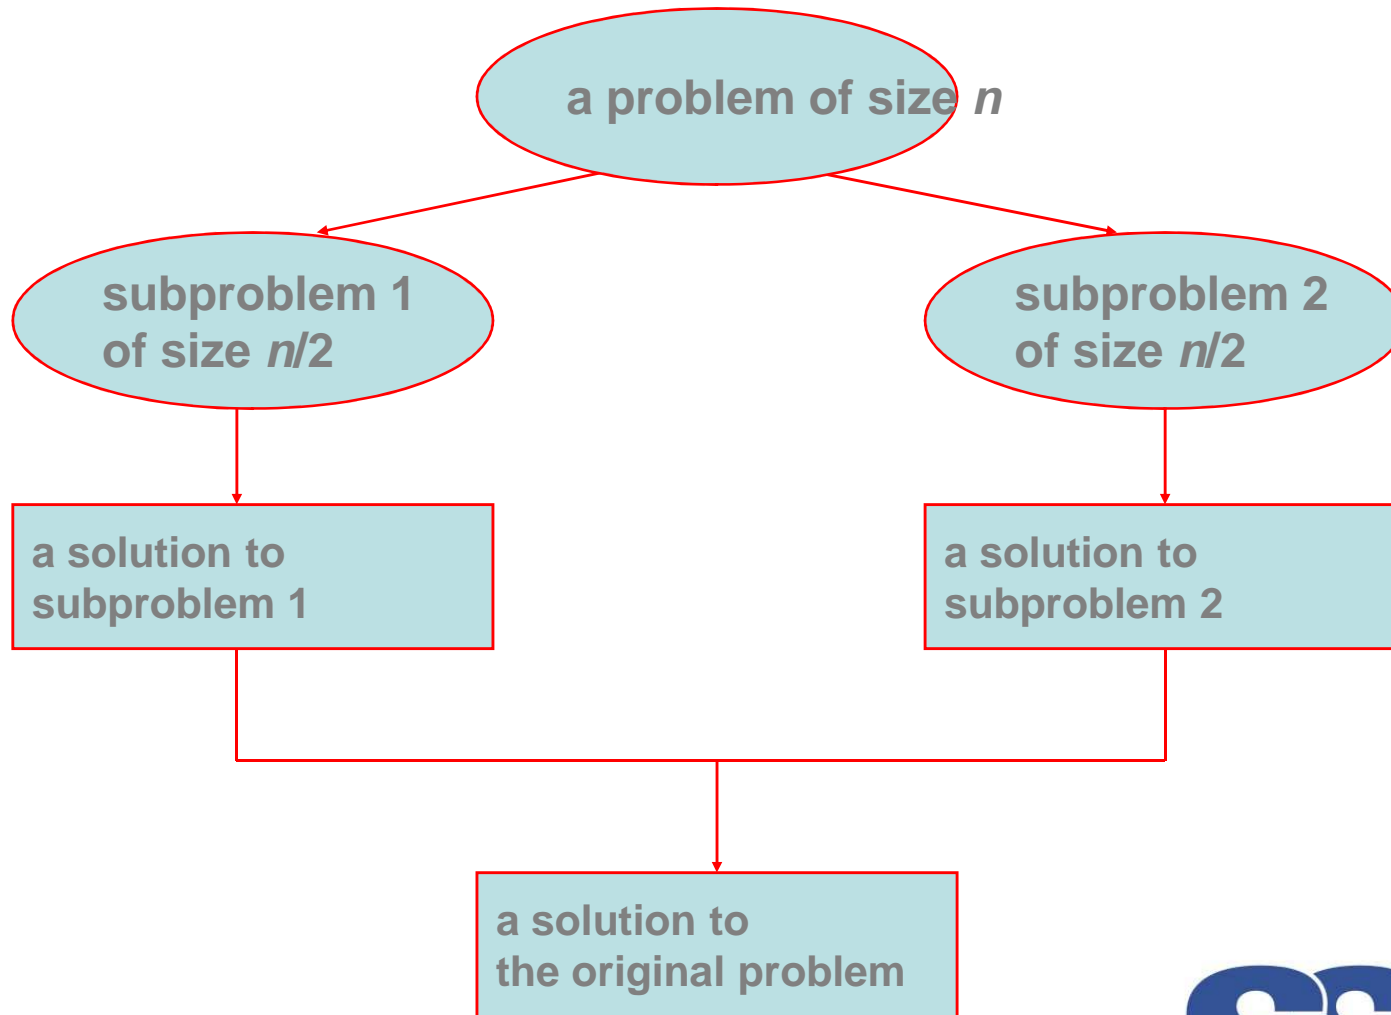 a problem of size n
subproblem 1
of size n/2
subproblem 2
of size n/2
a solution to
subproblem 1
a solution to
subproblem 2
a solution to
the original problem